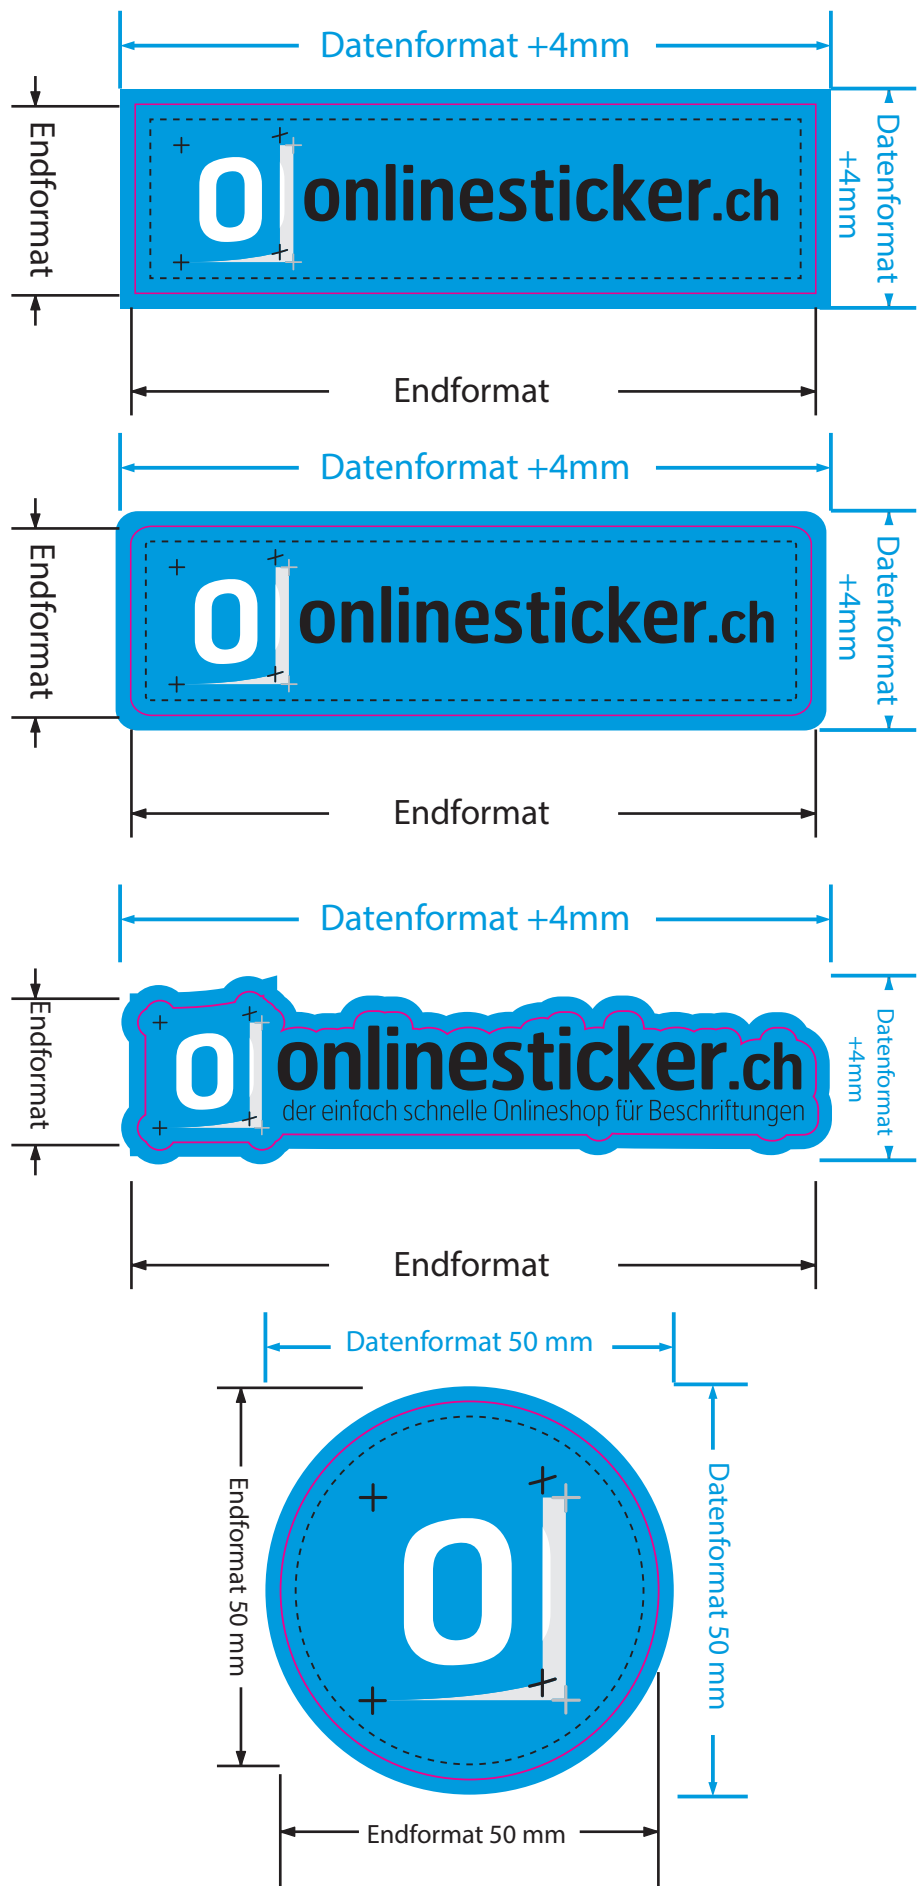 Datenformat +4mm
Endformat
onlinesticker.ch
Datenformat
+4mm
Endformat
Datenformat +4mm
Endformat
onlinesticker.ch
Datenformat
+4mm
Endformat
Datenformat +4mm
Endformat
onlinesticker.ch
der einfach schnelle Onlineshop für Beschriftungen
Datenformat
+4mm
Endformat
Datenformat 50 mm
Endformat 50 mm
Datenformat 50 mm
Endformat 50 mm